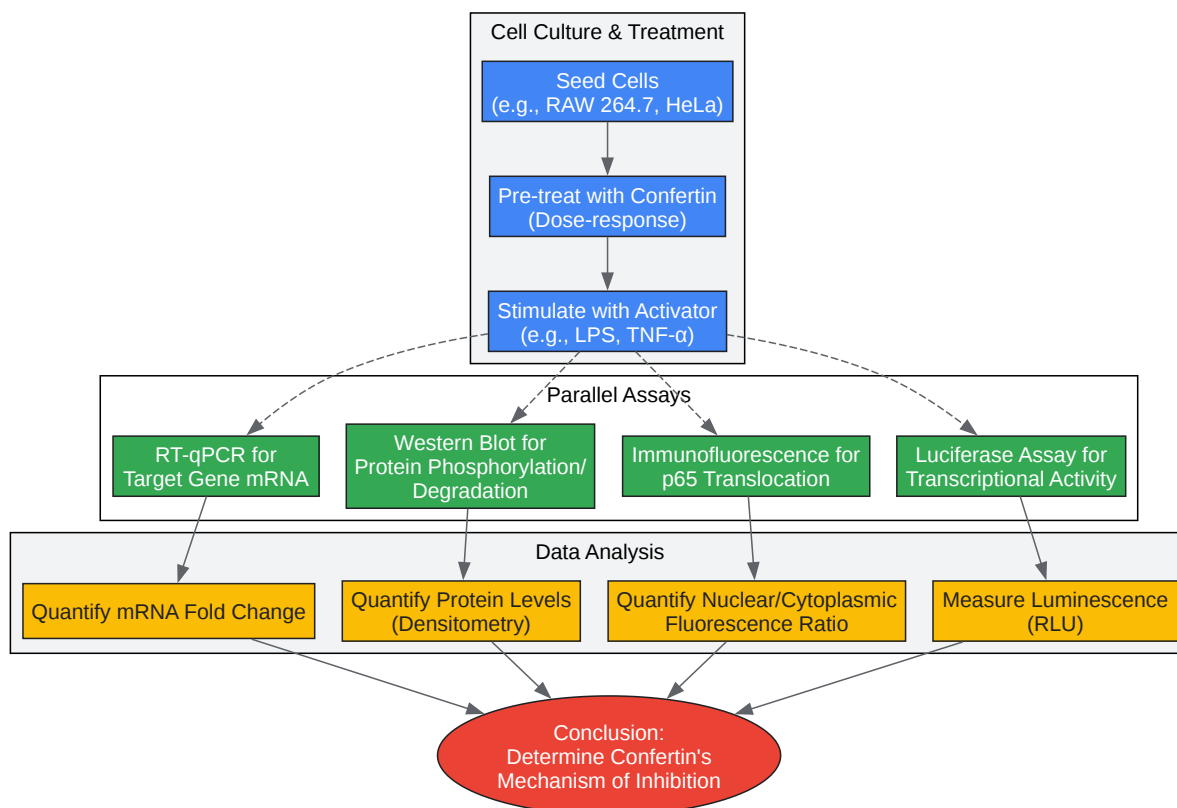 Cell Culture & Treatment
Seed Cells
(e.g., RAW 264.7, HeLa)
Pre-treat with Confertin
(Dose-response)
Stimulate with Activator
(e.g., LPS, TNF-α)
Parallel Assays
RT-qPCR for
Target Gene mRNA
Western Blot for
Protein Phosphorylation/
Degradation
Immunofluorescence for
p65 Translocation
Luciferase Assay for
Transcriptional Activity
Data Analysis
Quantify mRNA Fold Change
Quantify Protein Levels
(Densitometry)
Quantify Nuclear/Cytoplasmic
Fluorescence Ratio
Measure Luminescence
(RLU)
Conclusion:
Determine Confertin's
Mechanism of Inhibition